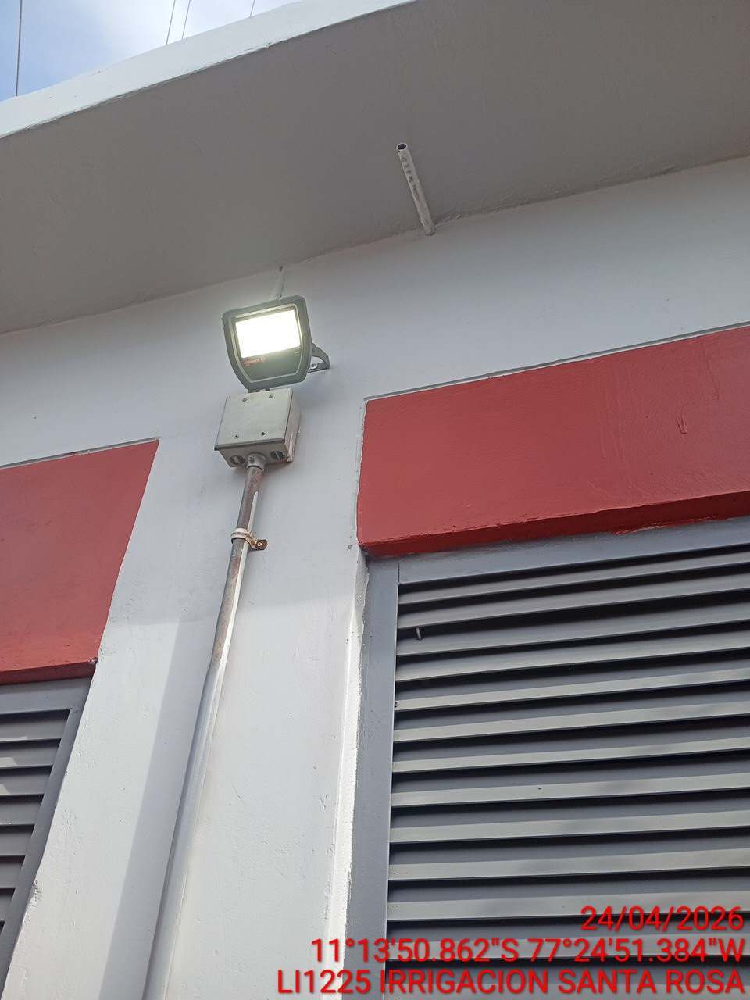 24/04/2026
11°13'50.862"S 77°24'51.384"W
LI1225 IRRIGACION SANTA ROSA